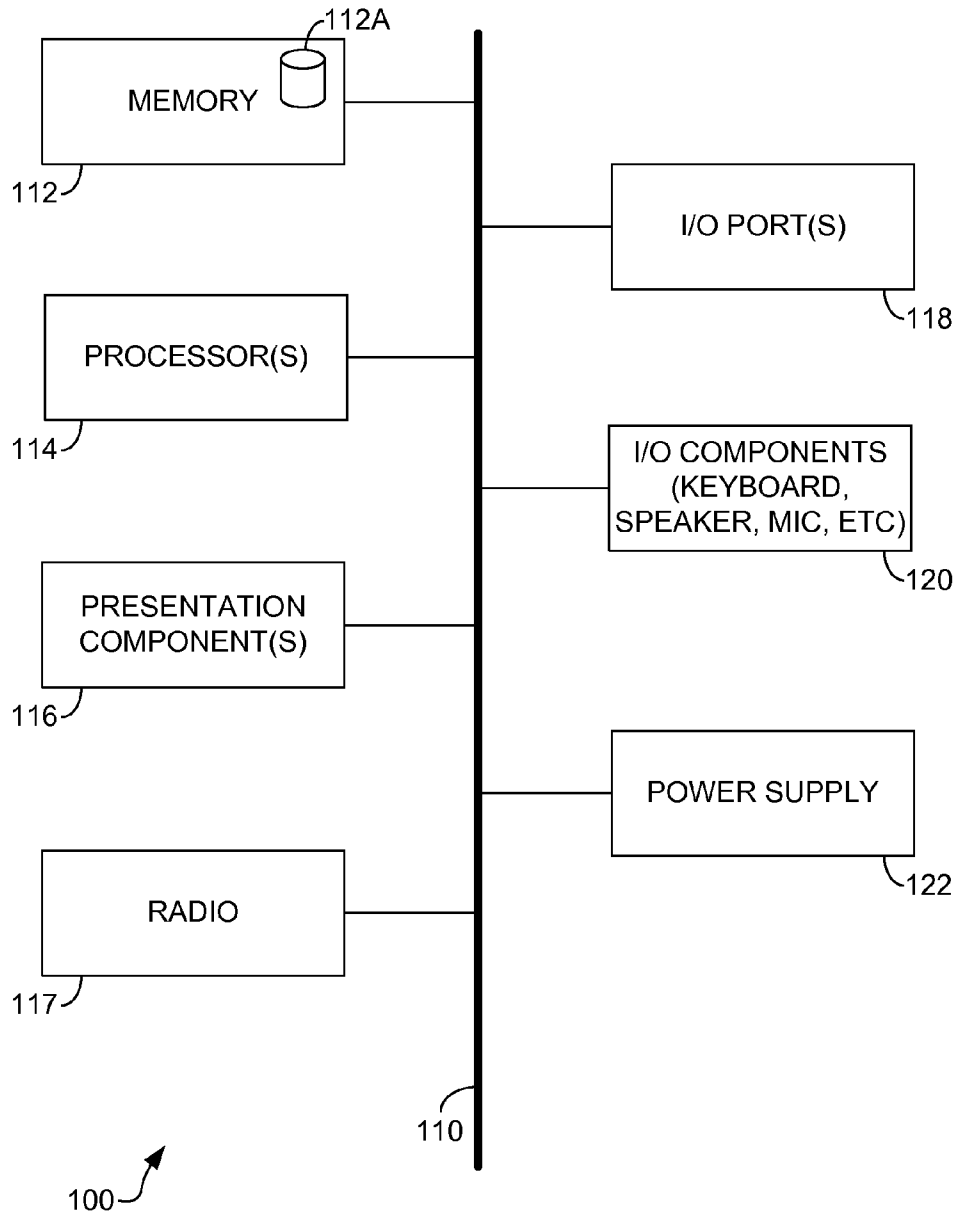 112A
MEMORY
112
I/O PORT(S)
118
PROCESSOR(S)
114
I/O COMPONENTS
(KEYBOARD,
SPEAKER, MIC, ETC)
120
PRESENTATION
COMPONENT(S)
116
POWER SUPPLY
122
RADIO
117
110
100